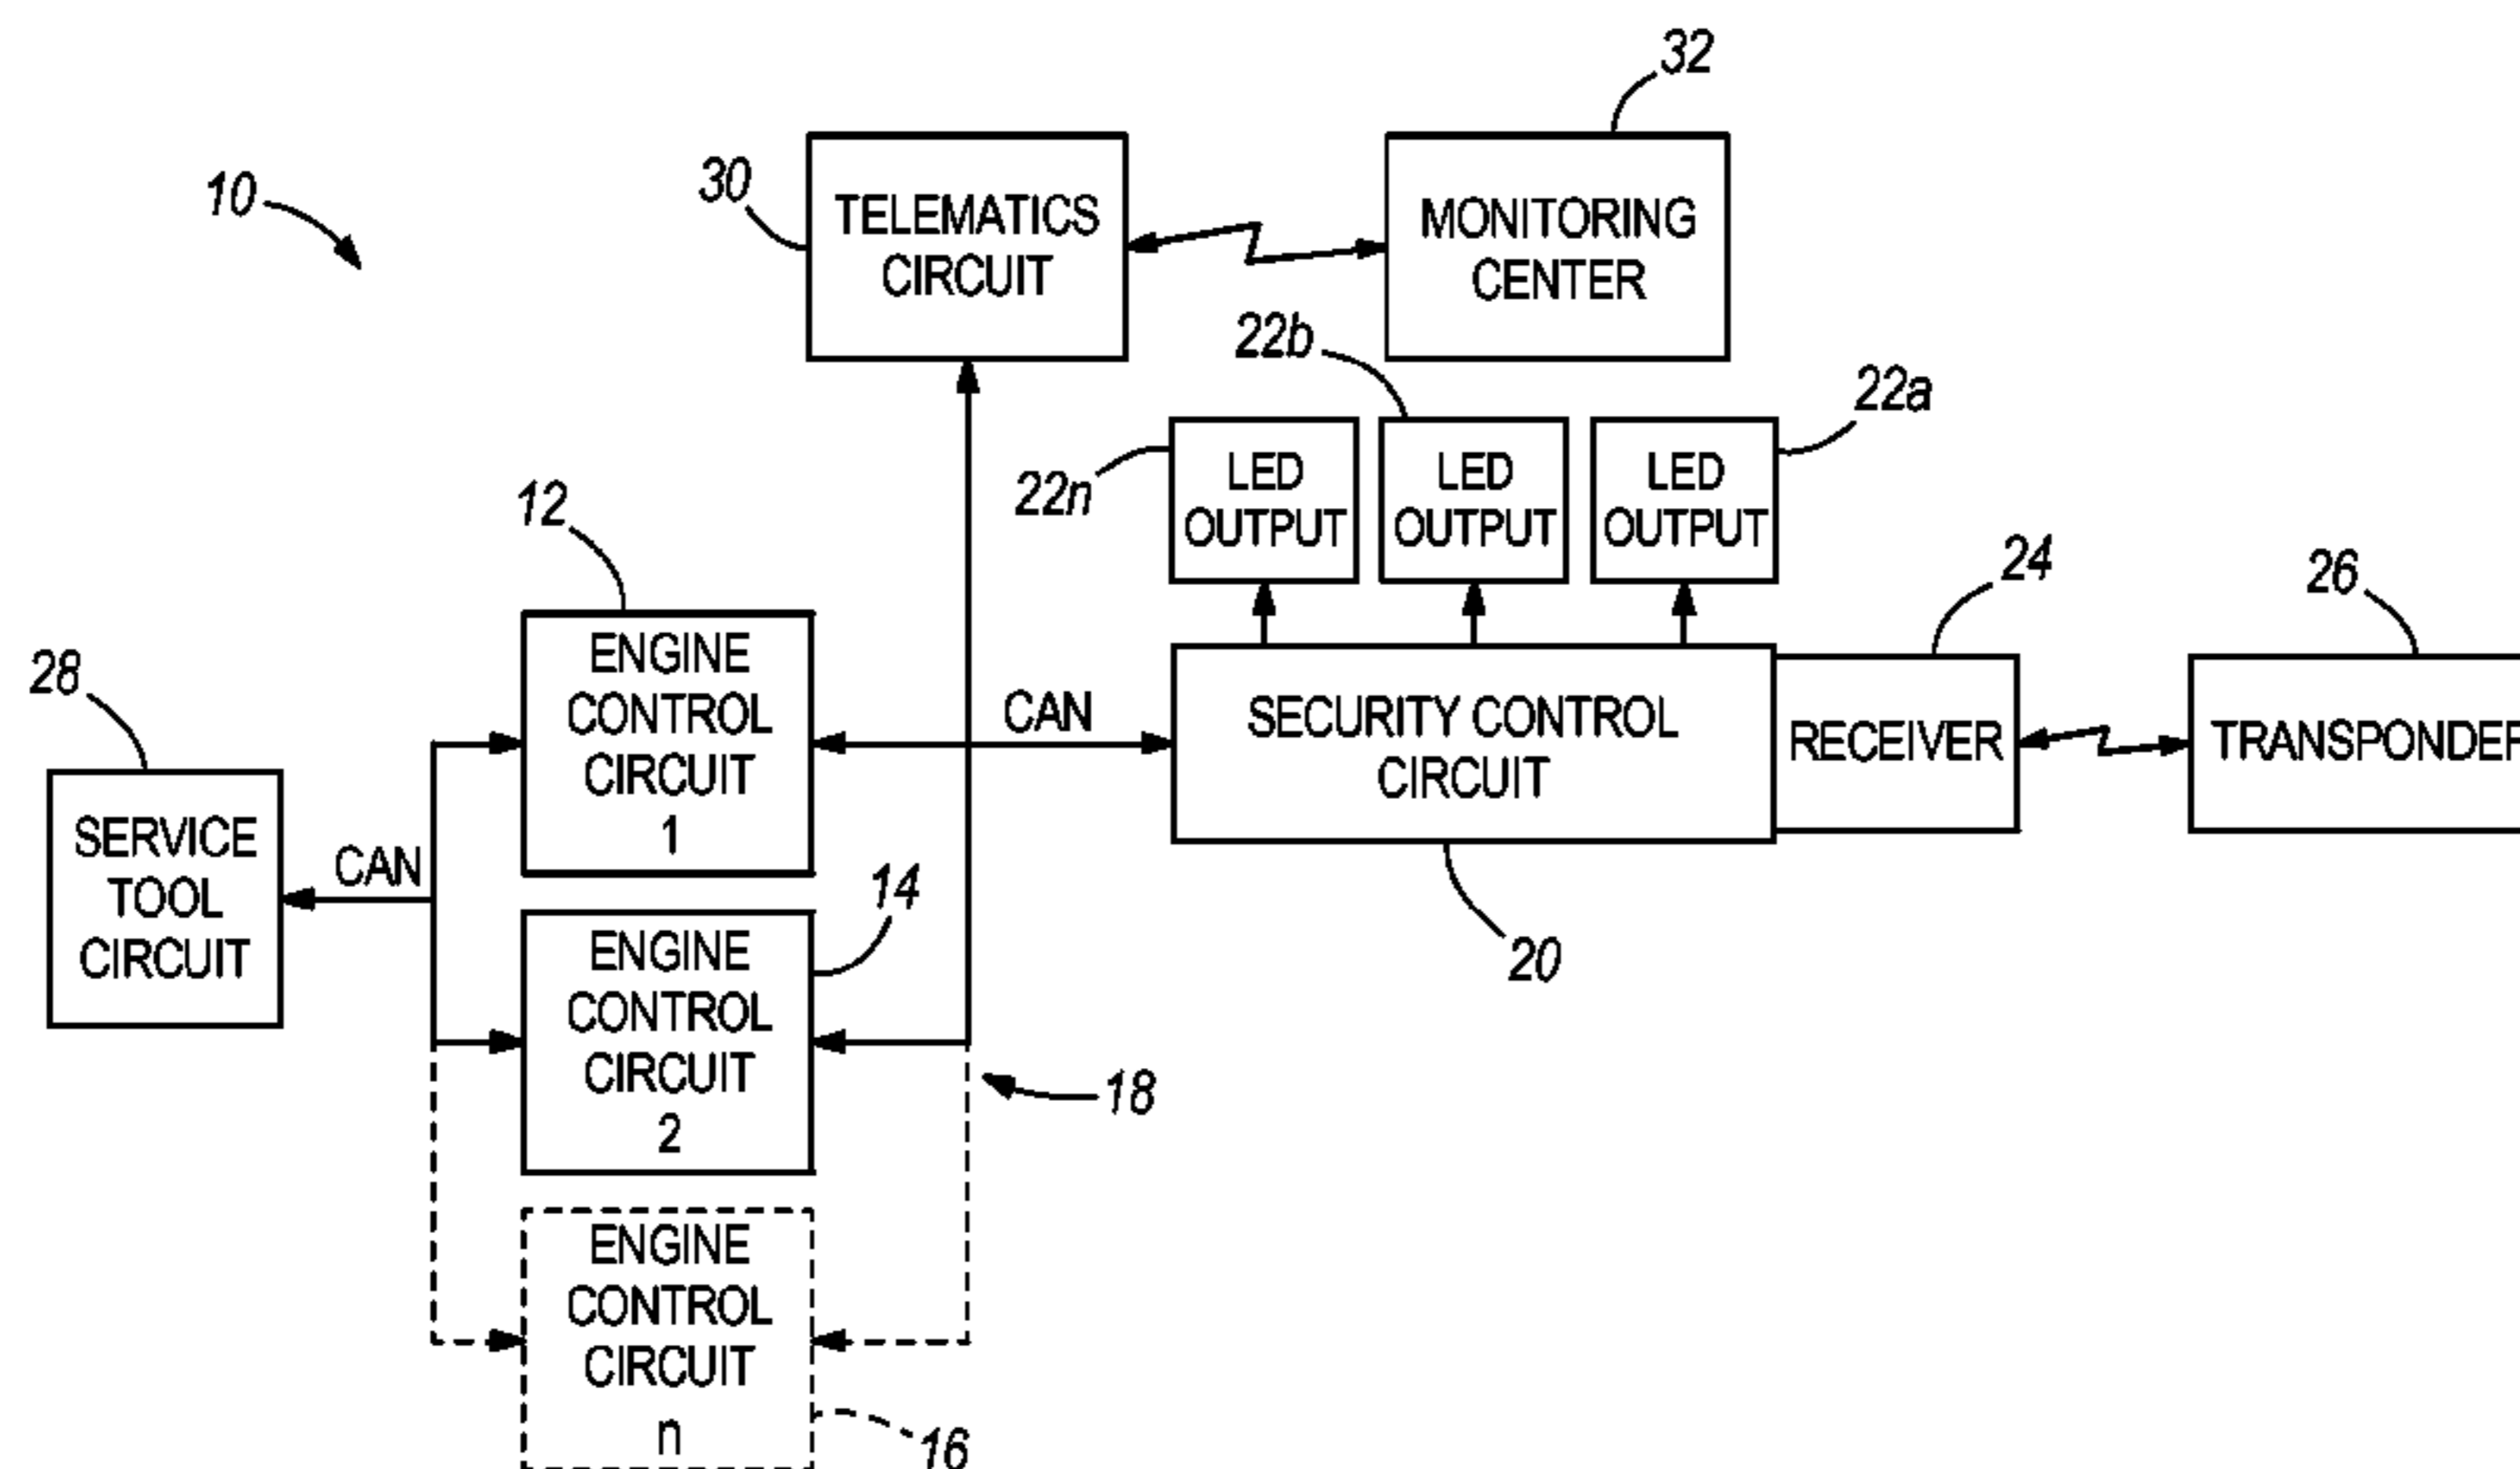 32
10
30
TELEMATICS
CIRCUIT
MONITORING
CENTER
22b
22a
22n
LED
OUTPUT
LED
OUTPUT
LED
OUTPUT
12
24
26
28
ENGINE
CONTROL
CIRCUIT
1
CAN
SECURITY CONTROL
CIRCUIT
RECEIVER
TRANSPONDER
SERVICE
TOOL
CIRCUIT
CAN
14
20
ENGINE
CONTROL
CIRCUIT
2
18
ENGINE
CONTROL
CIRCUIT
n
16